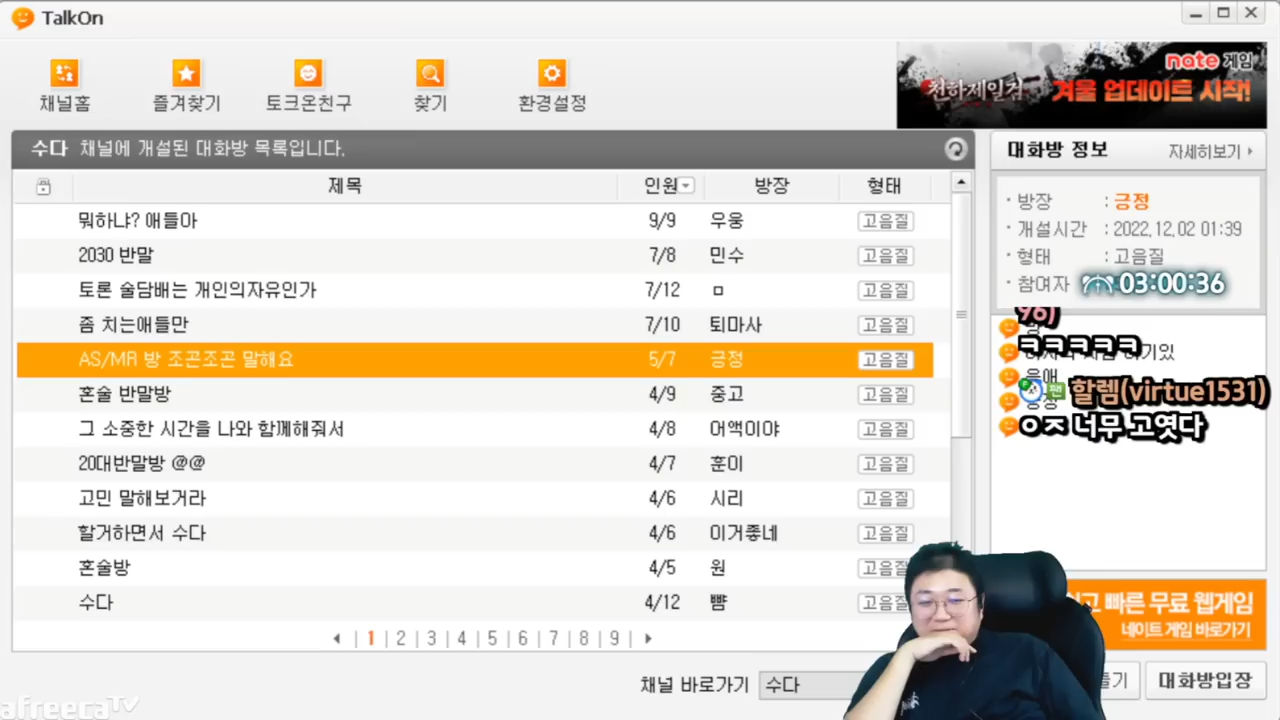 TalkOn
채널홈 즐겨찾기 토크온친구 찾기 환경설정
nate 게임
천하제일검 겨울 업데이트 시작!
수다 채널에 개설된 대화방 목록입니다.
제목 인원 방장 형태
뭐하냐? 애들아 9/9 우웅 고음질
2030 반말 7/8 민수 고음질
토론 술담배는 개인의자유인가 7/12 ㅁ 고음질
좀 치는애들만 7/10 퇴마사 고음질
AS/MR 방 조곤조곤 말해요 5/7 긍정 고음질
혼술 반말방 4/9 중고 고음질
그 소중한 시간을 나와 함께해줘서 4/8 어액이야 고음질
20대반말방 @@ 4/7 훈이 고음질
고민 말해보거라 4/6 시리 고음질
할거하면서 수다 4/6 이거좋네 고음질
혼술방 4/5 원 고음질
수다 4/12 뺨 고음질
1 2 3 4 5 6 7 8 9
채널 바로가기 수다
대화방 정보 자세히보기
방장 : 긍정
개설시간 : 2022.12.02 01:39
형태 : 고음질
참여자 03:00:36
96)
ㅋㅋㅋㅋㅋ
팬 할렘(virtue1531)
ㅇㅈ 너무 고엿다
빠른 무료 웹게임
네이트 게임 바로가기
대화방입장
afreecaTV